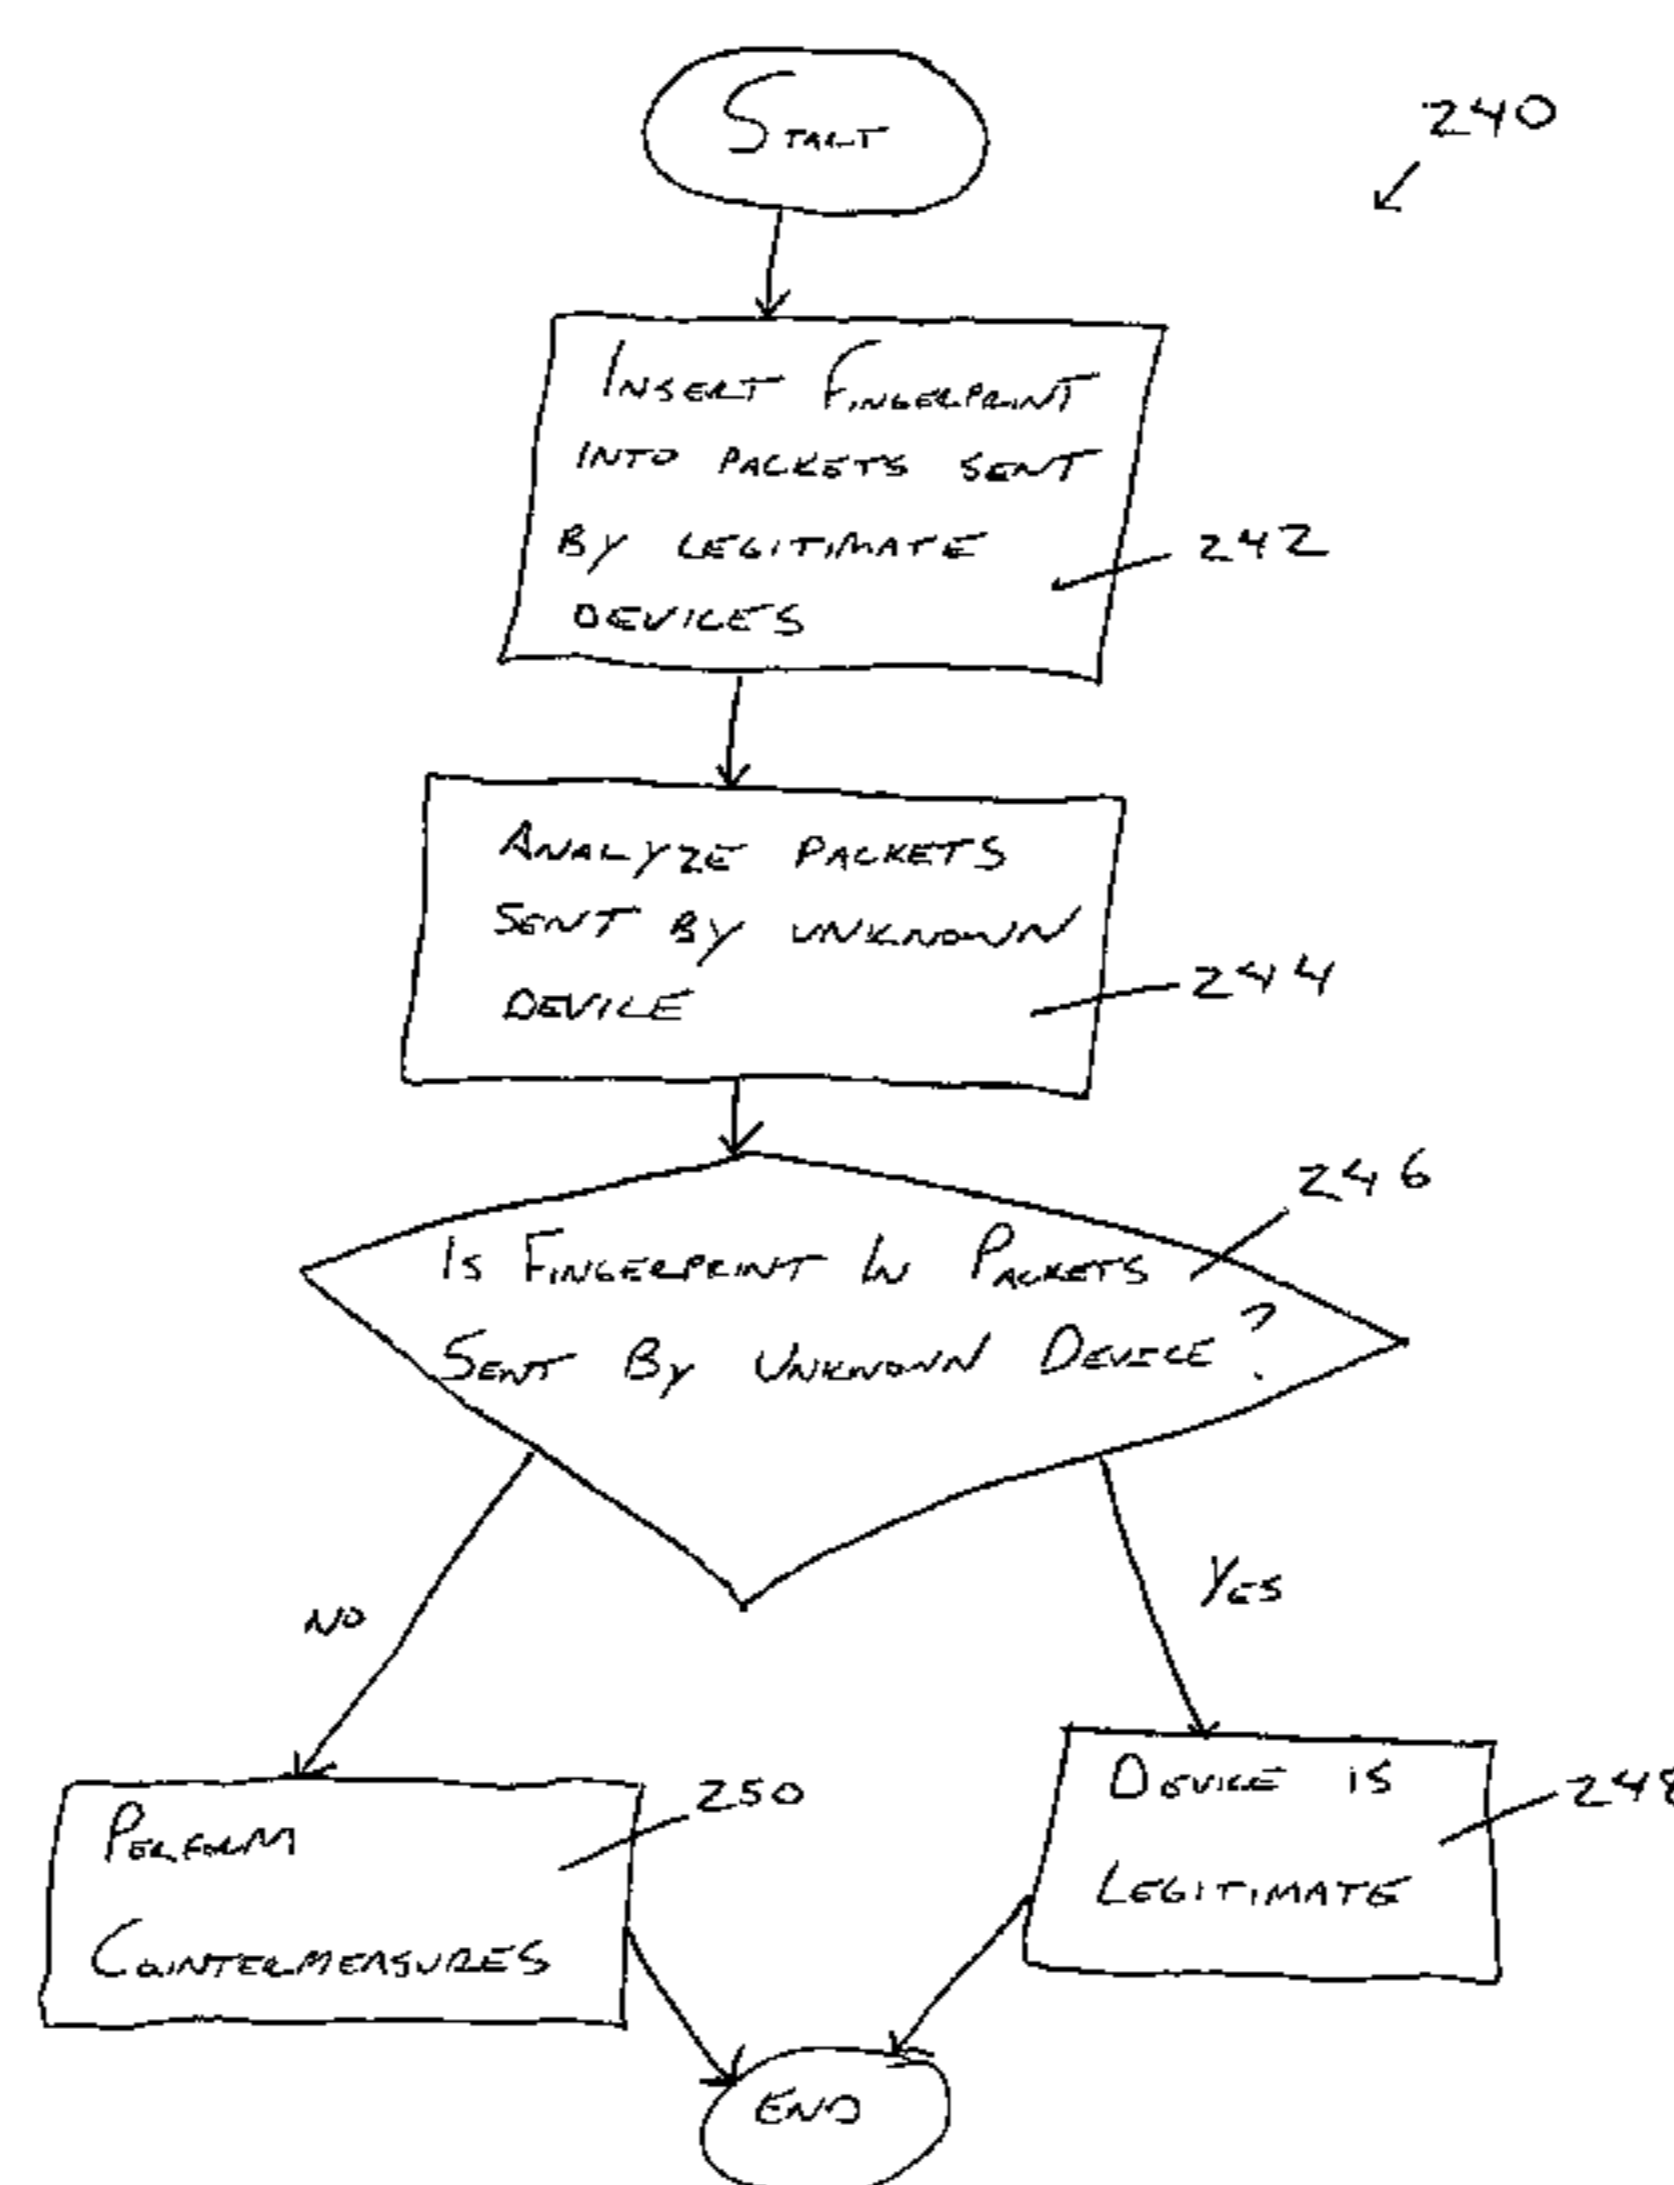 START
240
INSERT FINGERPRINT
INTO PACKETS SENT
BY LEGITIMATE
DEVICES
242
ANALYZE PACKETS
SENT BY UNKNOWN
DEVICE
244
246
IS FINGERPRINT IN PACKETS
SENT BY UNKNOWN DEVICE?
NO
YES
PERFORM
COUNTERMEASURES
250
DEVICE IS
LEGITIMATE
248
END